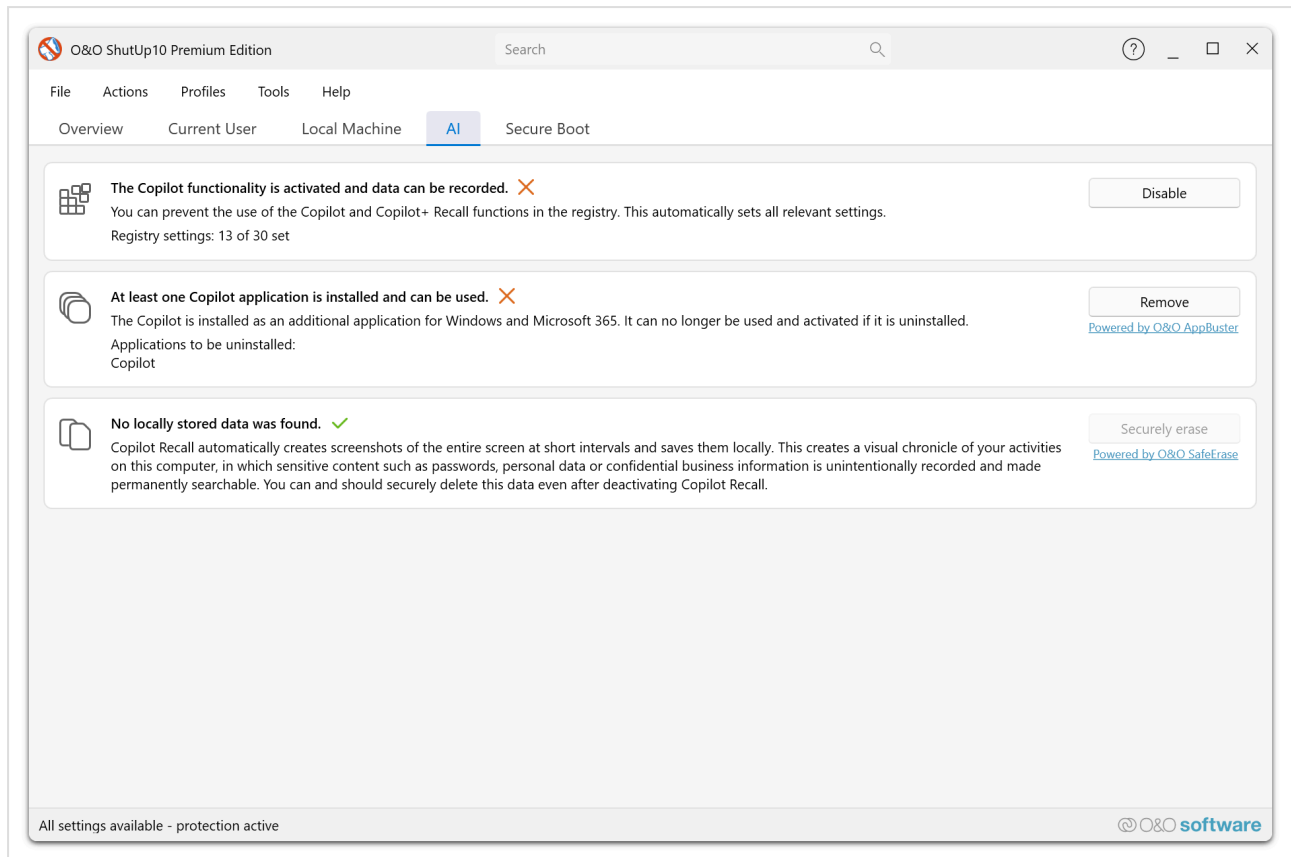 O&O ShutUp10 Premium Edition
Search
?
File Actions Profiles Tools Help
Overview Current User Local Machine AI Secure Boot
The Copilot functionality is activated and data can be recorded.
Disable
You can prevent the use of the Copilot and Copilot+ Recall functions in the registry. This automatically sets all relevant settings.
Registry settings: 13 of 30 set
At least one Copilot application is installed and can be used.
Remove
The Copilot is installed as an additional application for Windows and Microsoft 365. It can no longer be used and activated if it is uninstalled.
Powered by O&O AppBuster
Applications to be uninstalled:
Copilot
No locally stored data was found.
Securely erase
Copilot Recall automatically creates screenshots of the entire screen at short intervals and saves them locally. This creates a visual chronicle of your activities
Powered by O&O SafeErase
on this computer, in which sensitive content such as passwords, personal data or confidential business information is unintentionally recorded and made
permanently searchable. You can and should securely delete this data even after deactivating Copilot Recall.
All settings available - protection active
O&O software